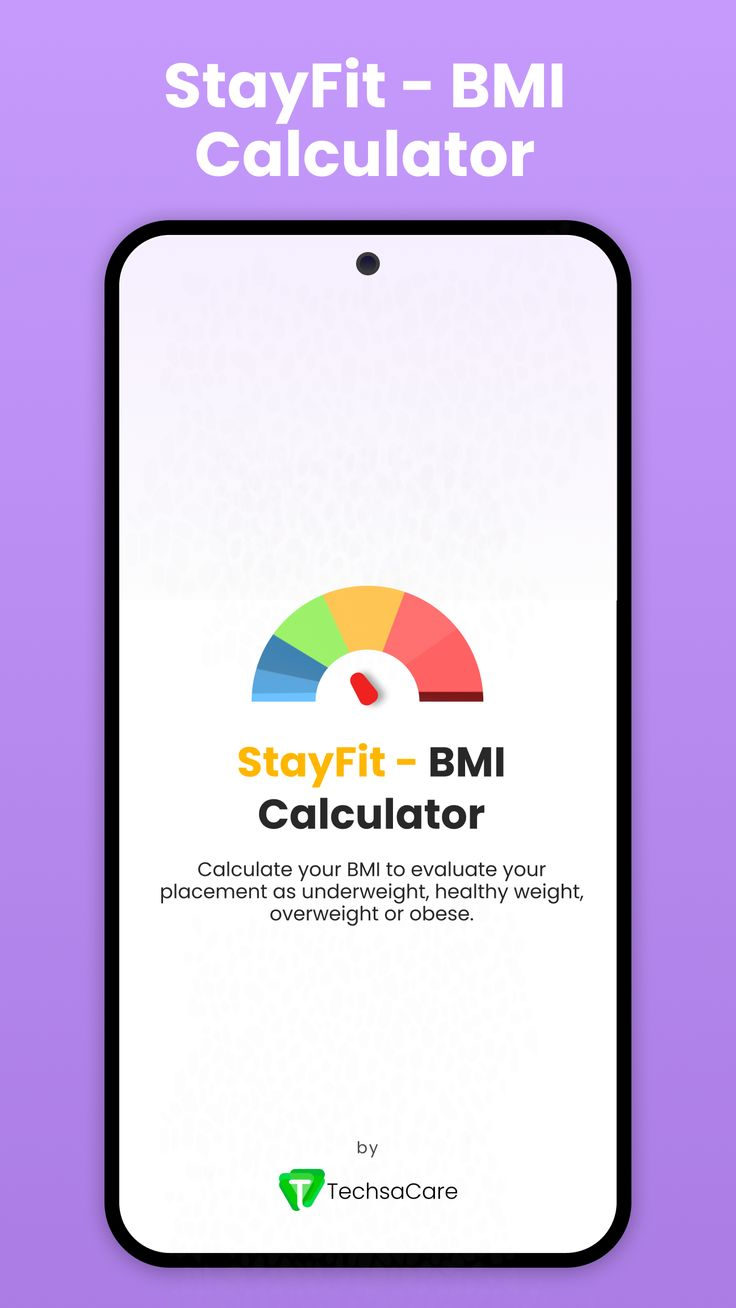 StayFit - BMI
Calculator
StayFit - BMI
Calculator
Calculate your BMI to evaluate your
placement as underweight, healthy weight,
overweight or obese.
by
T TechsaCare